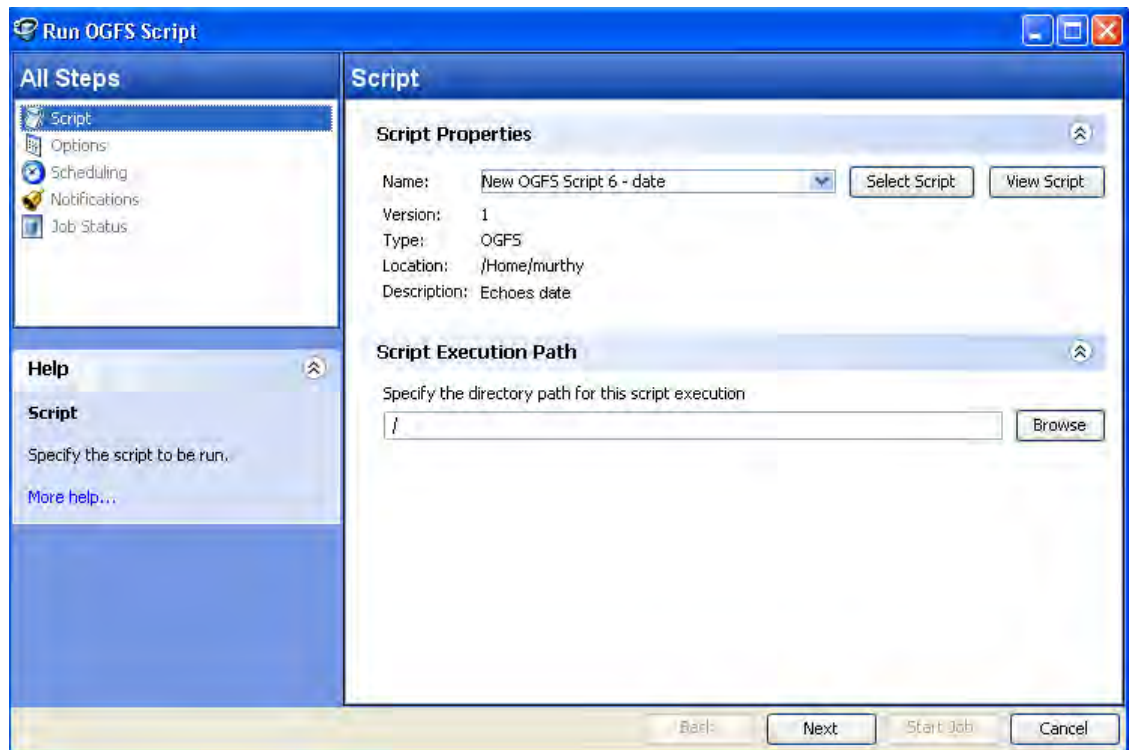 Run OGFS Script
All Steps
Script
Options
Scheduling
Notifications
Job Status
Help
Script
Specify the script to be run.
More help...
Script
Script Properties
Name: New OGFS Script 6 - date Select Script View Script
Version: 1
Type: OGFS
Location: /Home/murthy
Description: Echoes date
Script Execution Path
Specify the directory path for this script execution
/ Browse
Back Next Start Job Cancel